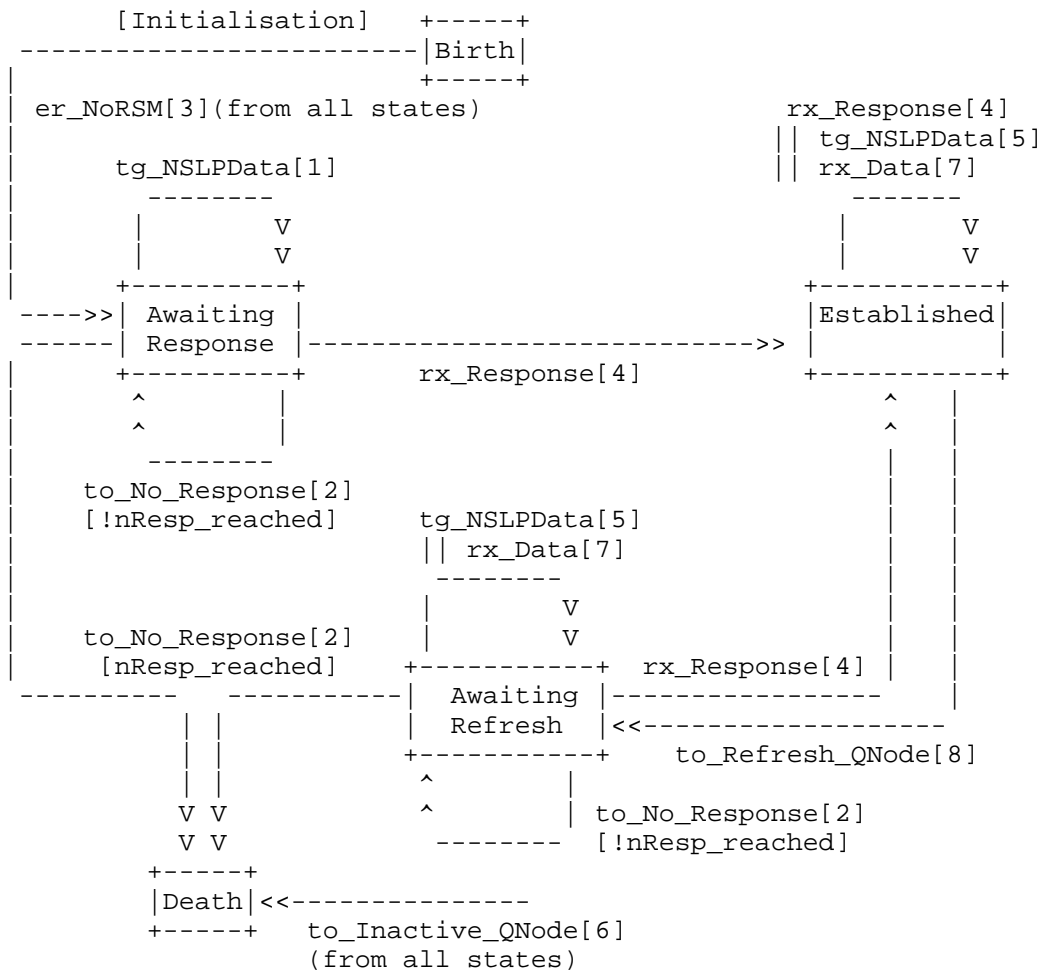 [Initialisation]
Birth
er_NoRSM[3](from all states)
rx_Response[4]
|| tg_NSLPData[5]
tg_NSLPData[1]
|| rx_Data[7]
Awaiting
Established
Response
rx_Response[4]
to_No_Response[2]
[!nResp_reached]
tg_NSLPData[5]
|| rx_Data[7]
to_No_Response[2]
[nResp_reached]
rx_Response[4]
Awaiting
Refresh
to_Refresh_QNode[8]
to_No_Response[2]
[!nResp_reached]
Death
to_Inactive_QNode[6]
(from all states)